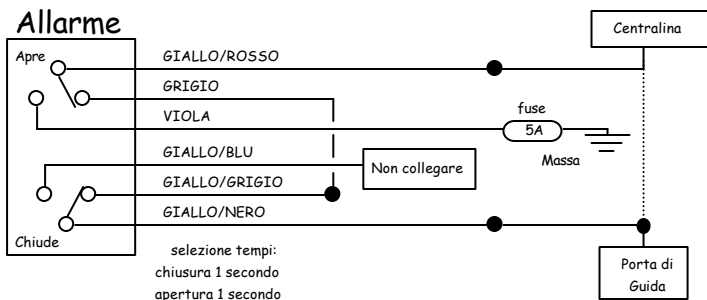 Allarme
Centralina
Apre
GIALLO/ROSSO
GRIGIO
fuse
VIOLA
5A
Massa
GIALLO/BLU
Non collegare
GIALLO/GRIGIO
GIALLO/NERO
Chiude
selezione tempi:
chiusura 1 secondo
apertura 1 secondo
Porta di
Guida